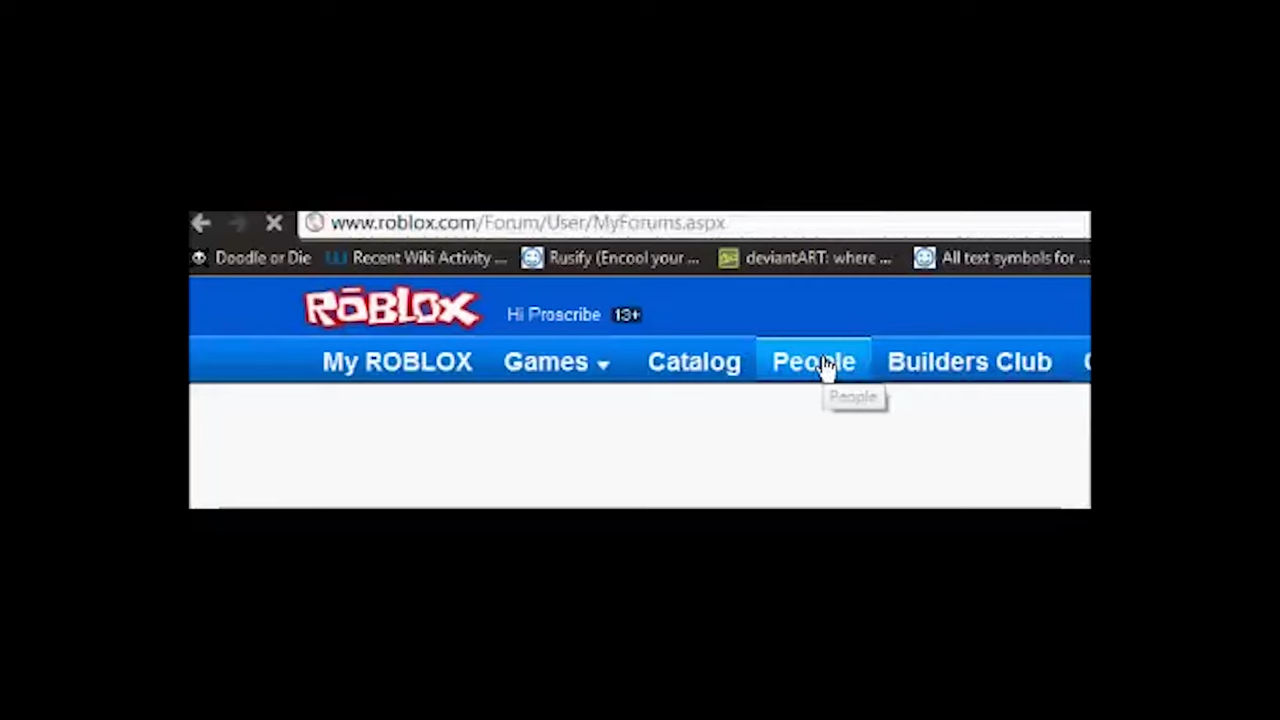 www.roblox.com/Forum/User/MyForums.aspx
Doodle or Die Recent Wiki Activity ... Rusify (Encool your ... deviantART: where ... All text symbols for ...
ROBLOX Hi Proscribe 13+
My ROBLOX Games Catalog People Builders Club
People